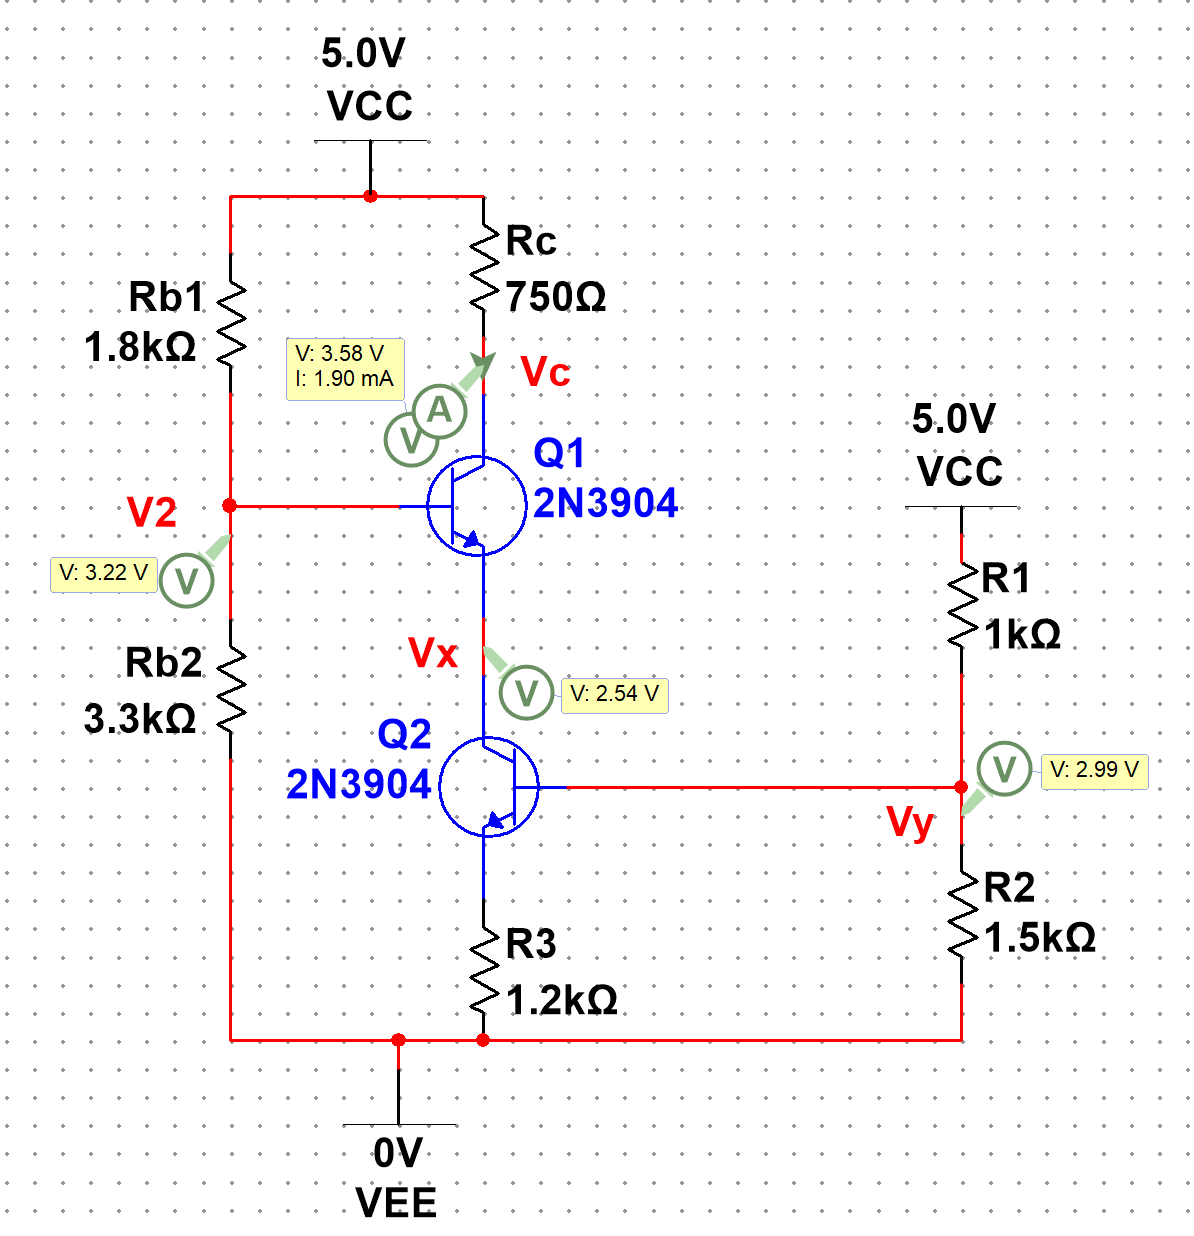 5.0V
VCC
Rc
750Ω
Rb1
1.8kΩ
V: 3.58 V
I: 1.90 mA
Vc
A
V
Q1
2N3904
5.0V
VCC
V2
V: 3.22 V
V
R1
1kΩ
Vx
V
V: 2.54 V
Rb2
3.3kΩ
Q2
2N3904
V
V: 2.99 V
Vy
R2
1.5kΩ
R3
1.2kΩ
0V
VEE